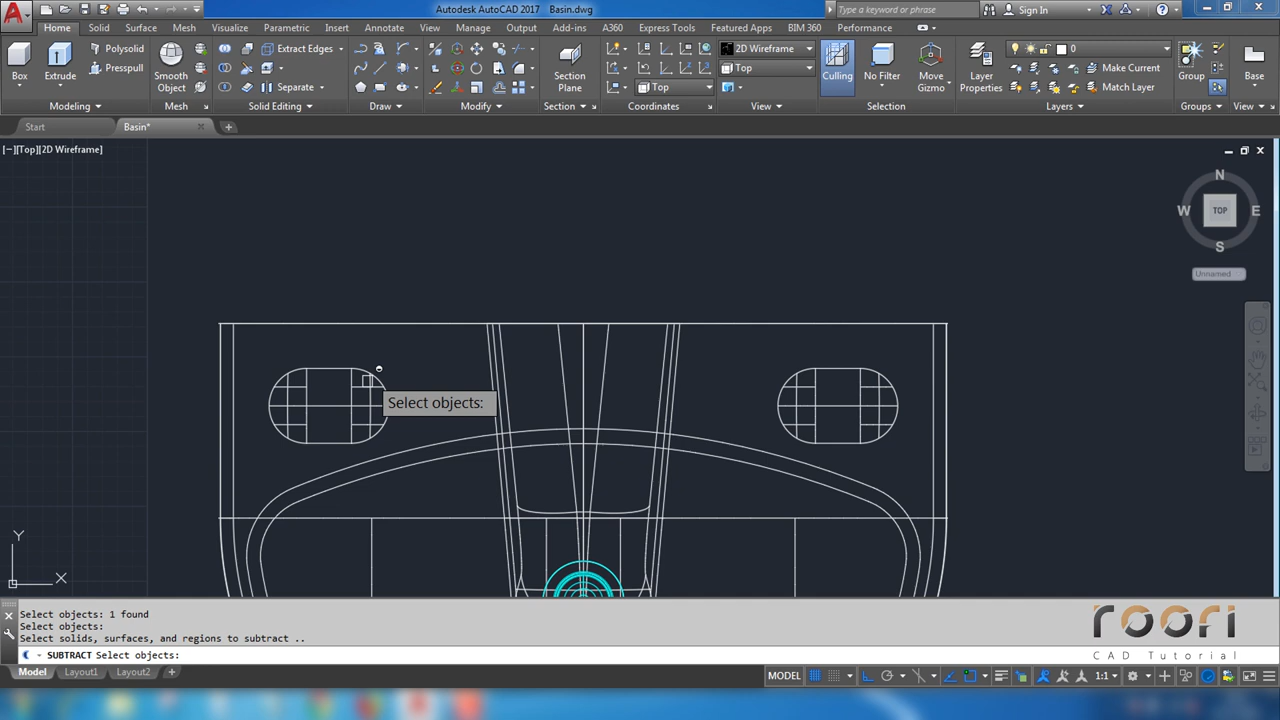 Autodesk AutoCAD 2017 Basin.dwg
Type a keyword or phrase
Sign In
Home Solid Surface Mesh Visualize Parametric Insert Annotate View Manage Output Add-ins A360 Express Tools Featured Apps BIM 360 Performance
Box
Extrude
Polysolid
Presspull
Smooth
Object
Extract Edges
Separate
Section
Plane
2D Wireframe
Top
Top
Culling
No Filter
Move
Gizmo
Layer
Properties
0
Make Current
Match Layer
Group
Base
Modeling
Mesh
Solid Editing
Draw
Modify
Section
Coordinates
View
Selection
Layers
Groups
View
Start
Basin*
[−][Top][2D Wireframe]
N
W
TOP
E
S
Unnamed
Select objects:
Y
X
Select objects: 1 found
Select objects:
Select solids, surfaces, and regions to subtract ..
SUBTRACT Select objects:
roori
CAD Tutorial
Model Layout1 Layout2
MODEL
1:1